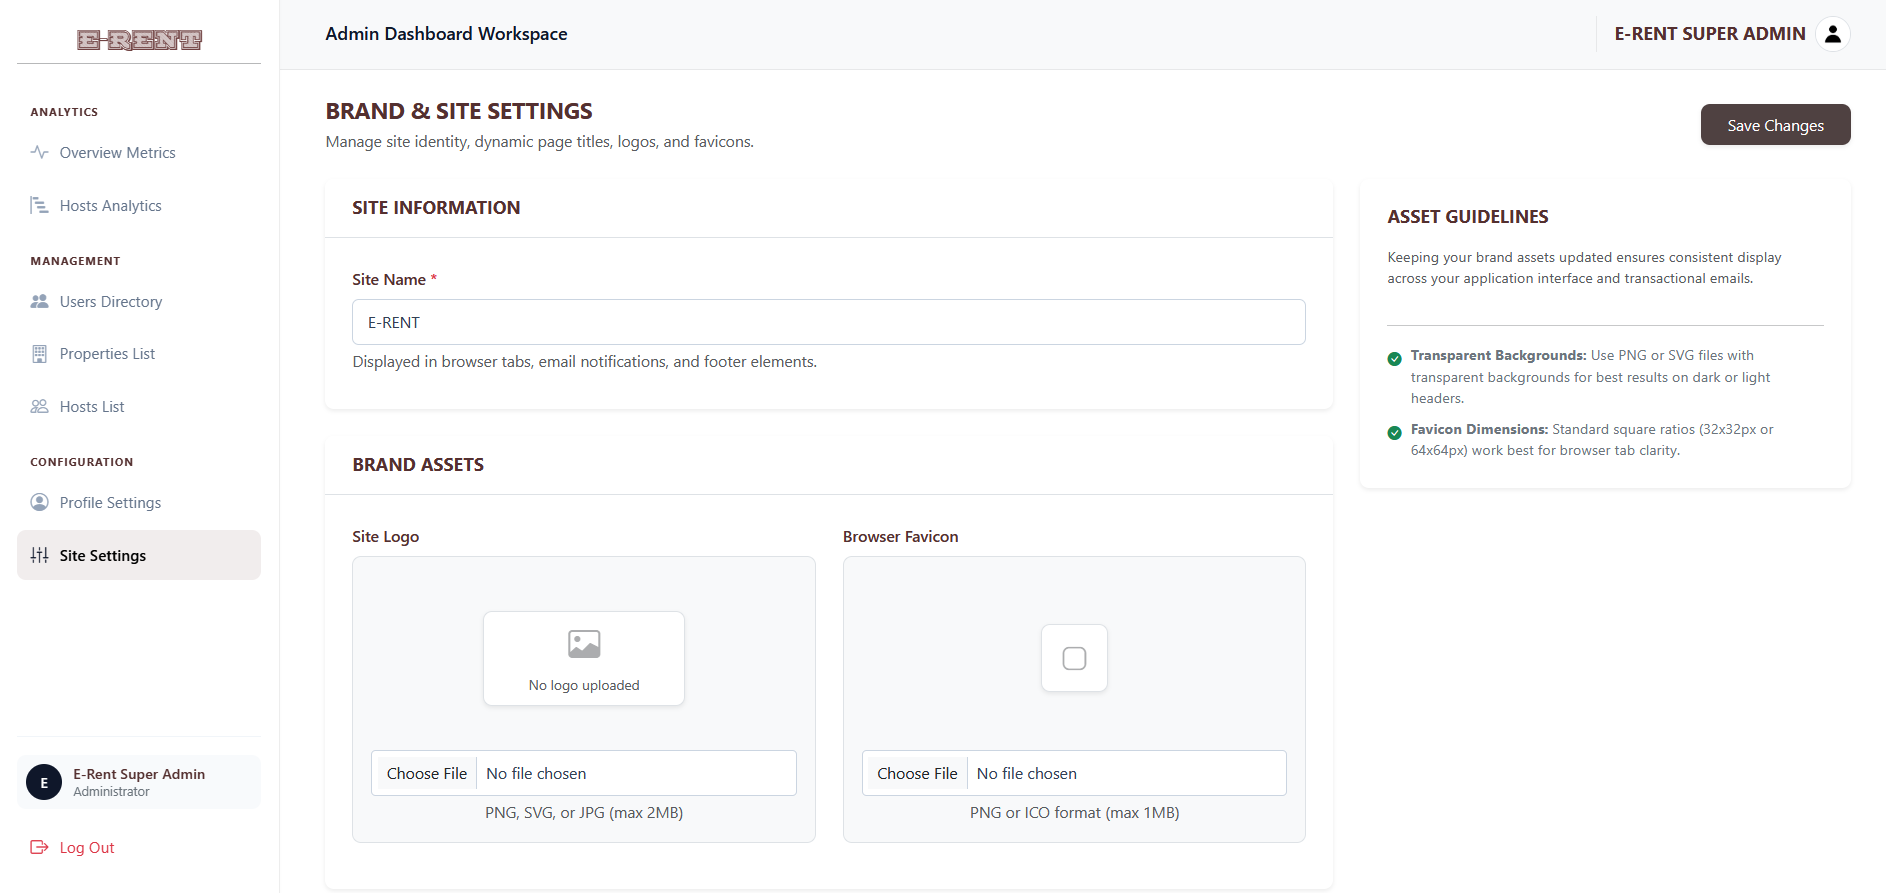 E-RENT
Admin Dashboard Workspace
E-RENT SUPER ADMIN
ANALYTICS
Overview Metrics
Hosts Analytics
MANAGEMENT
Users Directory
Properties List
Hosts List
CONFIGURATION
Profile Settings
Site Settings
E
E-Rent Super Admin
Administrator
Log Out
BRAND & SITE SETTINGS
Manage site identity, dynamic page titles, logos, and favicons.
Save Changes
SITE INFORMATION
Site Name *
E-RENT
Displayed in browser tabs, email notifications, and footer elements.
BRAND ASSETS
Site Logo
No logo uploaded
Choose File No file chosen
PNG, SVG, or JPG (max 2MB)
Browser Favicon
Choose File No file chosen
PNG or ICO format (max 1MB)
ASSET GUIDELINES
Keeping your brand assets updated ensures consistent display
across your application interface and transactional emails.
Transparent Backgrounds: Use PNG or SVG files with
transparent backgrounds for best results on dark or light
headers.
Favicon Dimensions: Standard square ratios (32x32px or
64x64px) work best for browser tab clarity.